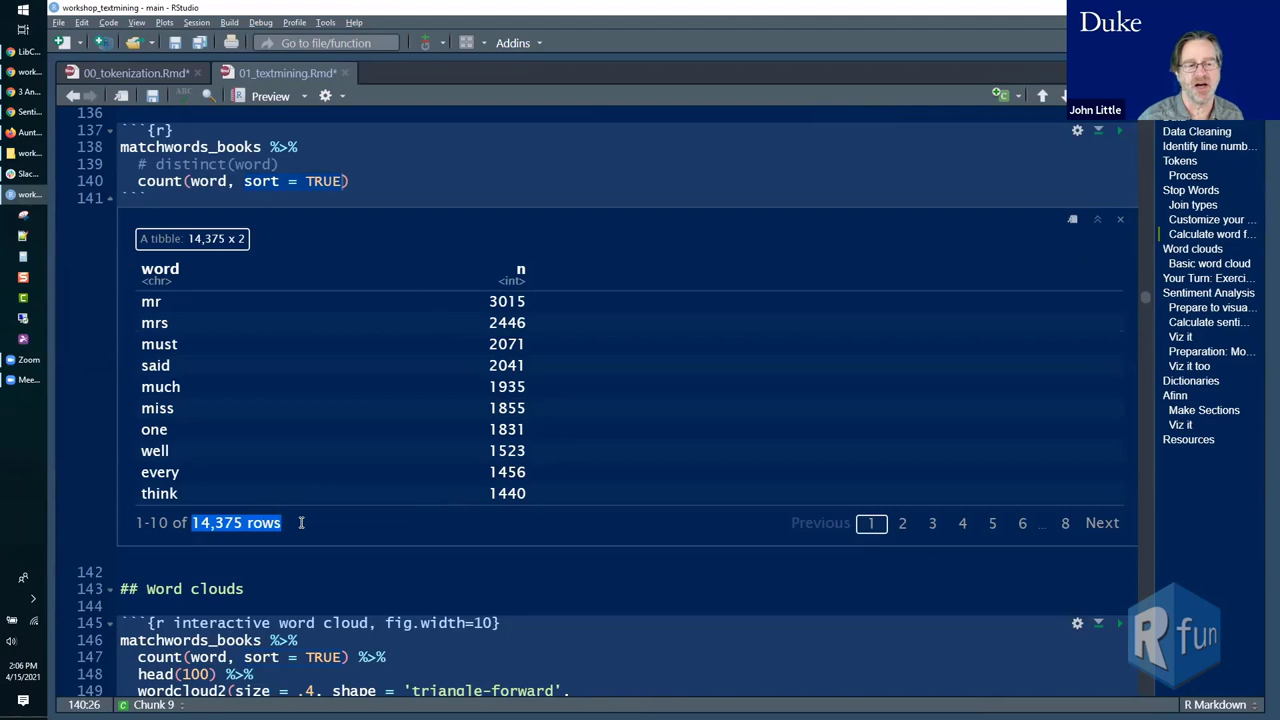 workshop_textmining - main - RStudio
File Edit Code View Plots Session Build Debug Profile Tools Help
Go to file/function
Addins
00_tokenization.Rmd*
01_textmining.Rmd*
Preview
136
137 ```{r}
138 matchwords_books %>%
139 # distinct(word)
140 count(word, sort = TRUE)
141 ```
A tibble: 14,375 x 2
word n
<chr> <int>
mr 3015
mrs 2446
must 2071
said 2041
much 1935
miss 1855
one 1831
well 1523
every 1456
think 1440
1-10 of 14,375 rows
Previous 1 2 3 4 5 6 ... 8 Next
142
143 ## Word clouds
144
145 ```{r interactive word cloud, fig.width=10}
146 matchwords_books %>%
147 count(word, sort = TRUE) %>%
148 head(100) %>%
149 wordcloud2(size = .4, shape = 'triangle-forward',
140:26 Chunk 9 R Markdown
Duke
John Little
Data Cleaning
Identify line numb...
Tokens
Process
Stop Words
Join types
Customize your ...
Calculate word f...
Word clouds
Basic word cloud
Your Turn: Exerci...
Sentiment Analysis
Prepare to visua...
Calculate senti...
Viz it
Preparation: Mo...
Viz it too
Dictionaries
Afinn
Make Sections
Viz it
Resources
R fun
LibC...
work...
3 An...
Senti...
Aunt...
work...
Slac...
work...
Zoom
Mee...
2:06 PM
4/15/2021